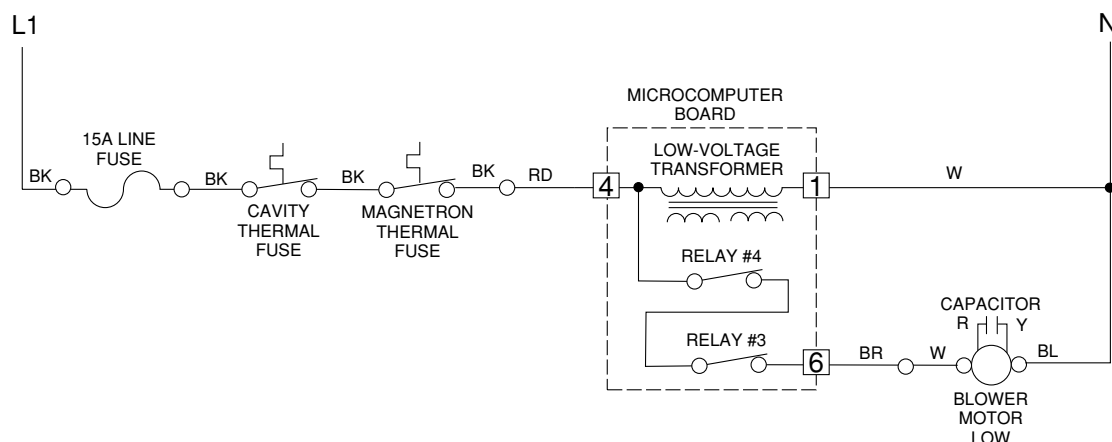 L1
N
MICROCOMPUTER
BOARD
15A LINE
FUSE
LOW-VOLTAGE
TRANSFORMER
BK
BK
BK
BK
RD
4
1
W
CAVITY
THERMAL
FUSE
MAGNETRON
THERMAL
FUSE
RELAY #4
CAPACITOR
R
Y
RELAY #3
6
BR
W
BL
BLOWER
MOTOR
LOW